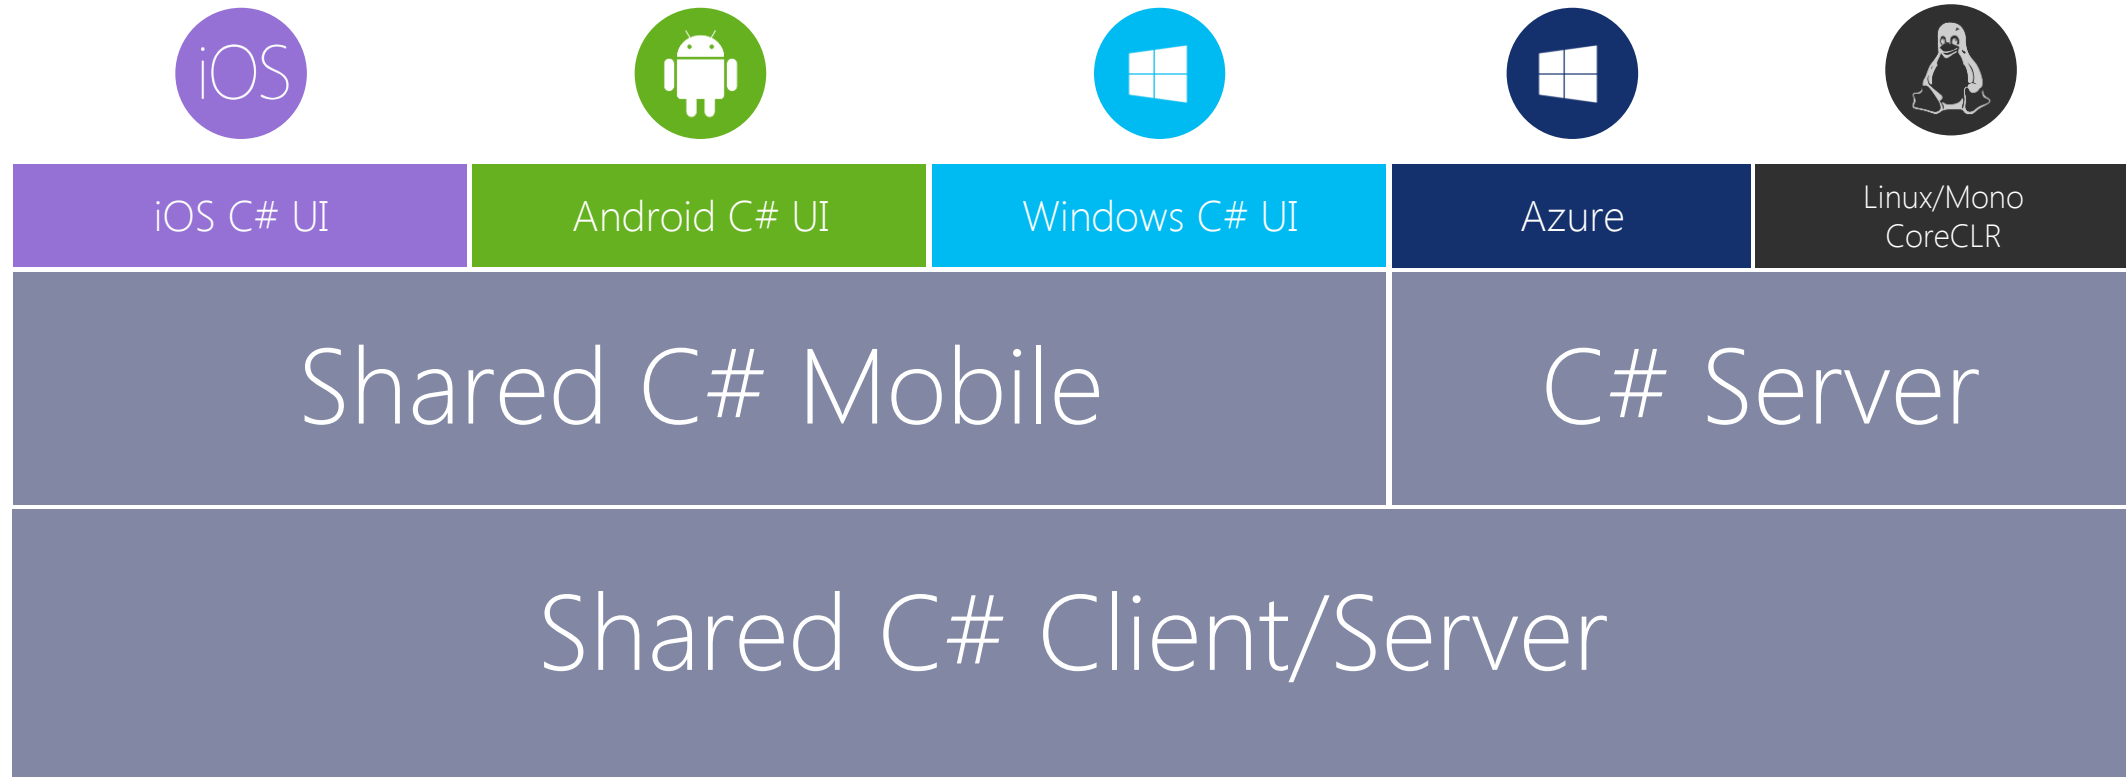 iOS
iOS C# UI
Android C# UI
Windows C# UI
Azure
Linux/Mono
CoreCLR
Shared C# Mobile
C# Server
Shared C# Client/Server